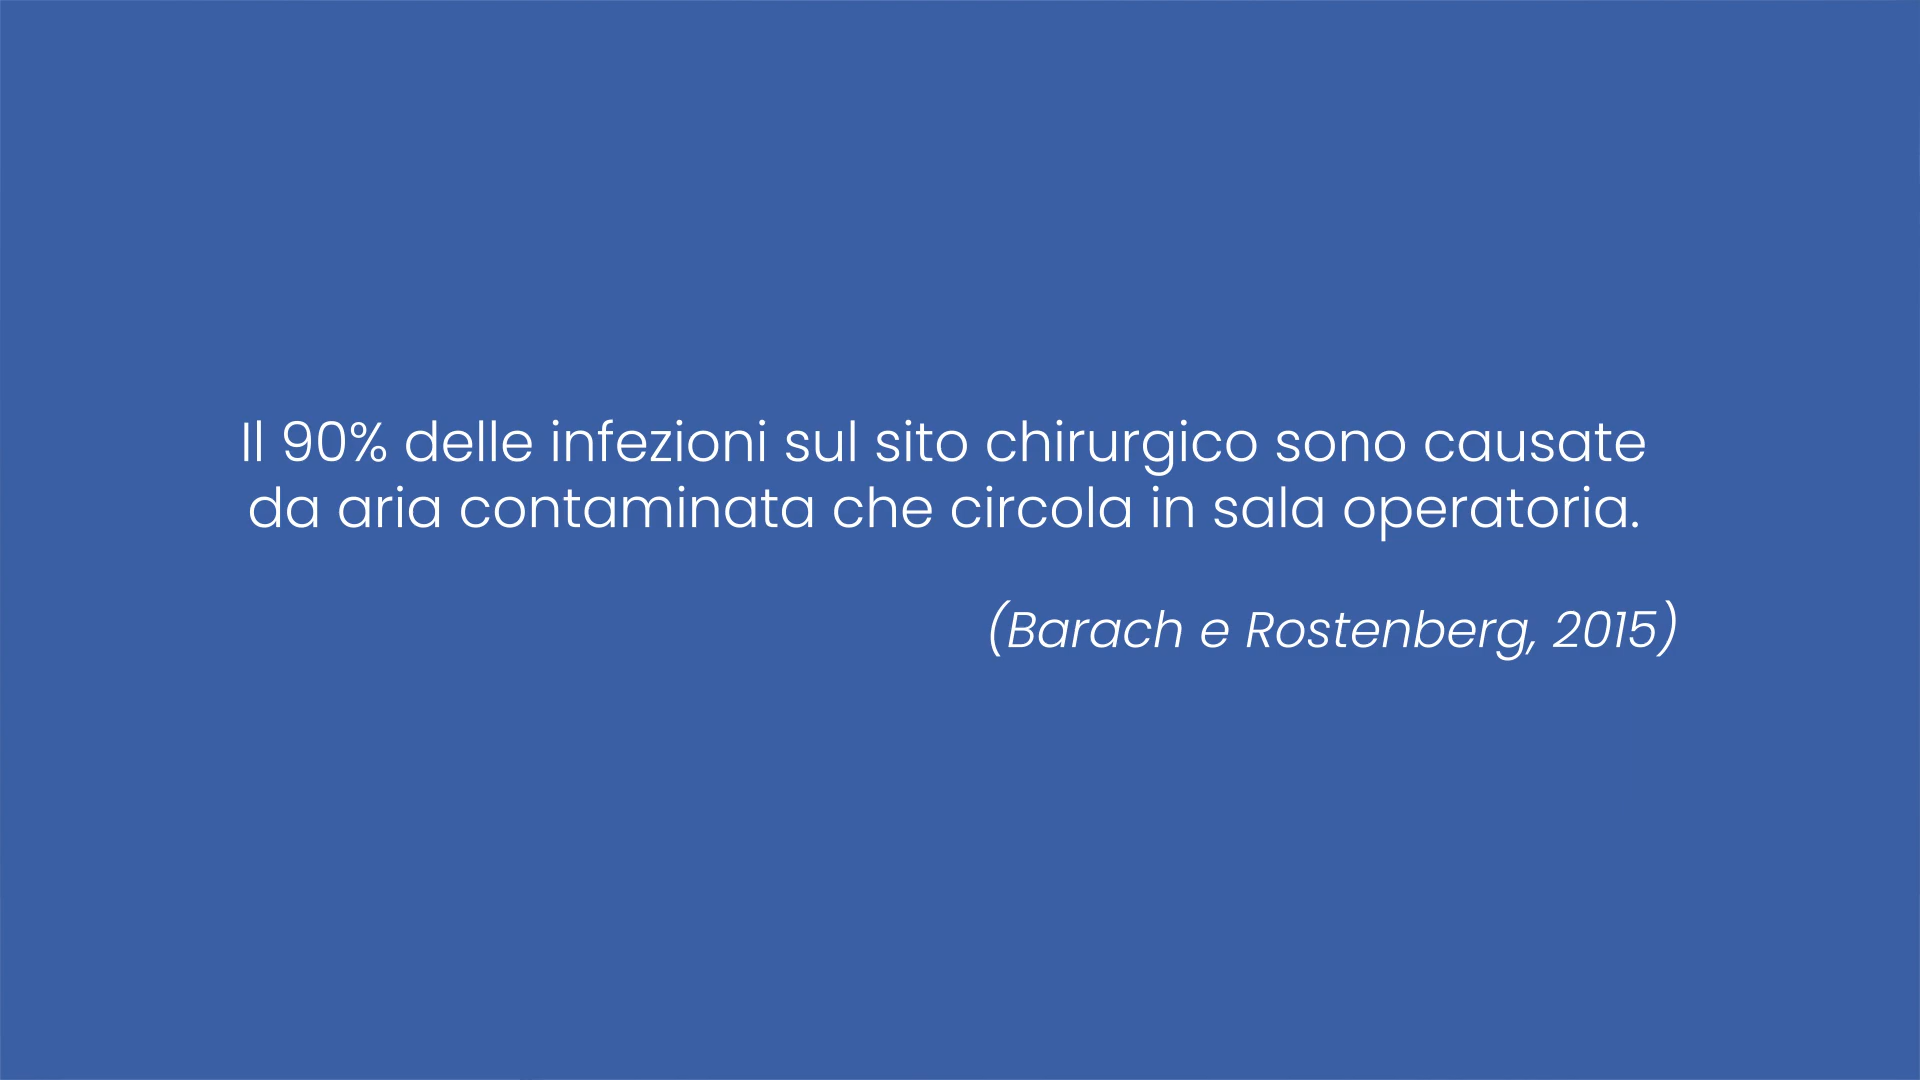 Il 90% delle infezioni sul sito chirurgico sono causate
da aria contaminata che circola in sala operatoria.
(Barach e Rostenberg, 2015)